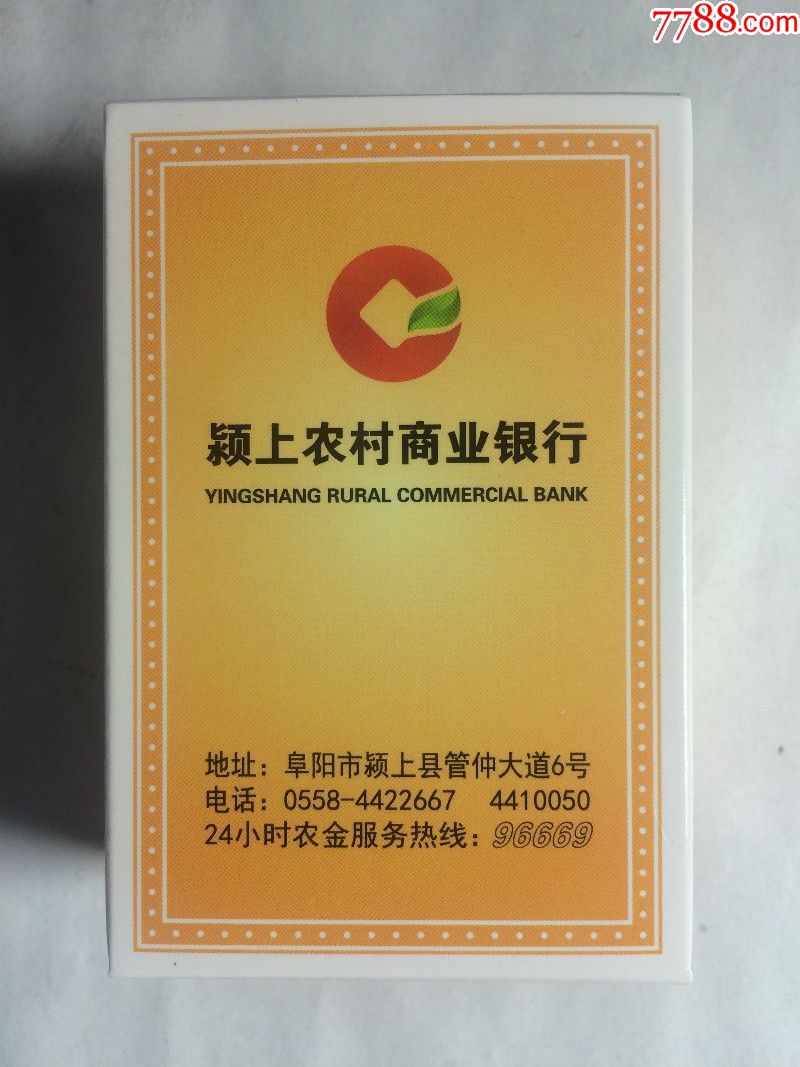 7788.com
颍上农村商业银行
YINGSHANG RURAL COMMERCIAL BANK
地址：阜阳市颍上县管仲大道6号
电话：0558-4422667 4410050
24小时农金服务热线：96669